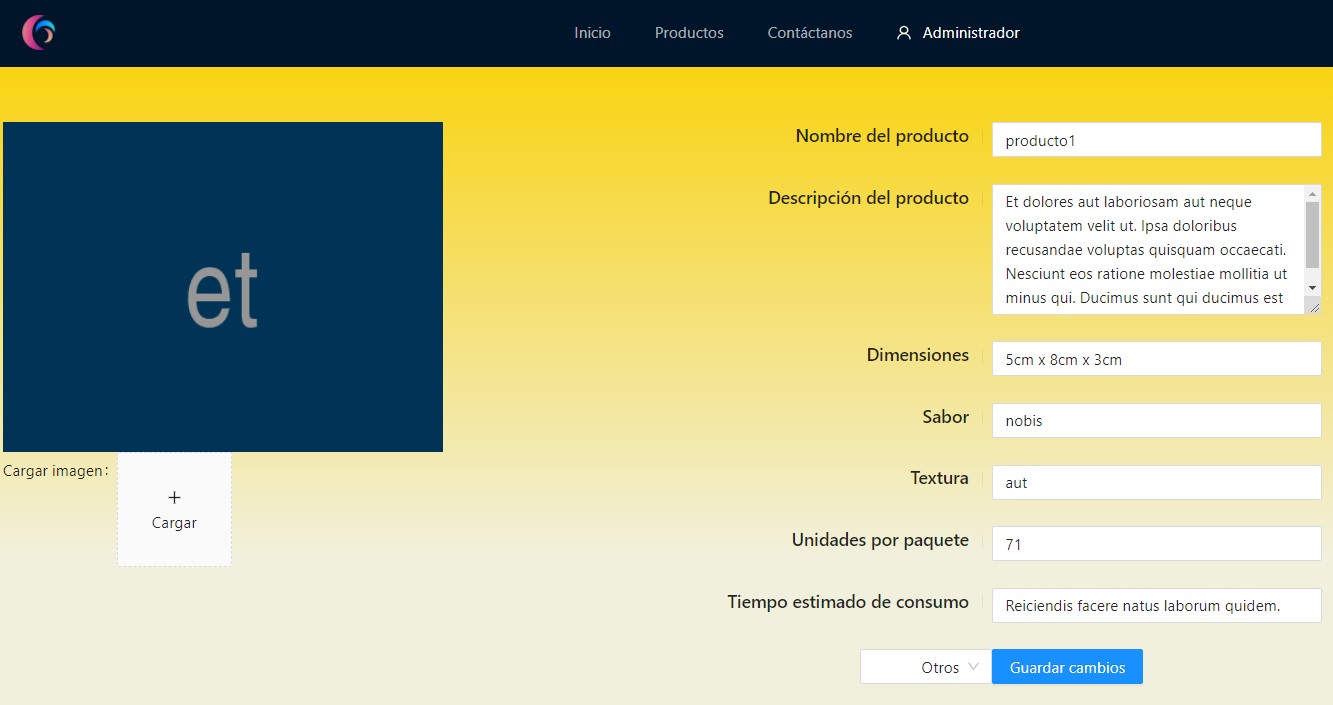 Inicio
Productos
Contáctanos
Administrador
et
Cargar imagen:
Cargar
Nombre del producto
producto1
Descripción del producto
Et dolores aut laboriosam aut neque
voluptatem velit ut. Ipsa doloribus
recusandae voluptas quisquam occaecati.
Nesciunt eos ratione molestiae mollitia ut
minus qui. Ducimus sunt qui ducimus est
Dimensiones
5cm x 8cm x 3cm
Sabor
nobis
Textura
aut
Unidades por paquete
71
Tiempo estimado de consumo
Reiciendis facere natus laborum quidem.
Otros
Guardar cambios